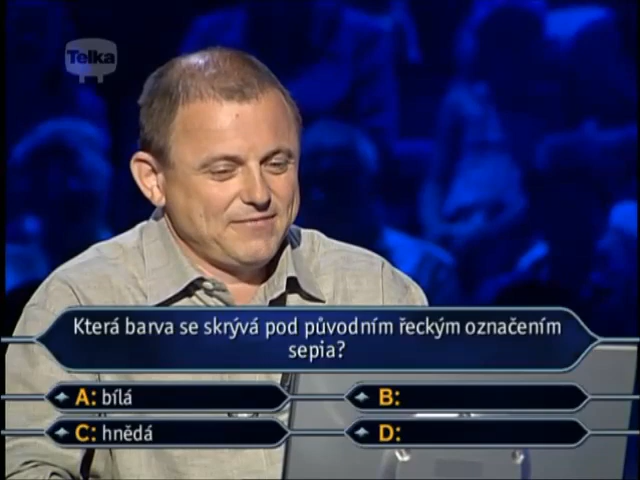 Telka
Která barva se skrývá pod původním řeckým označením
sepia?
A: bílá
B:
C: hnědá
D: